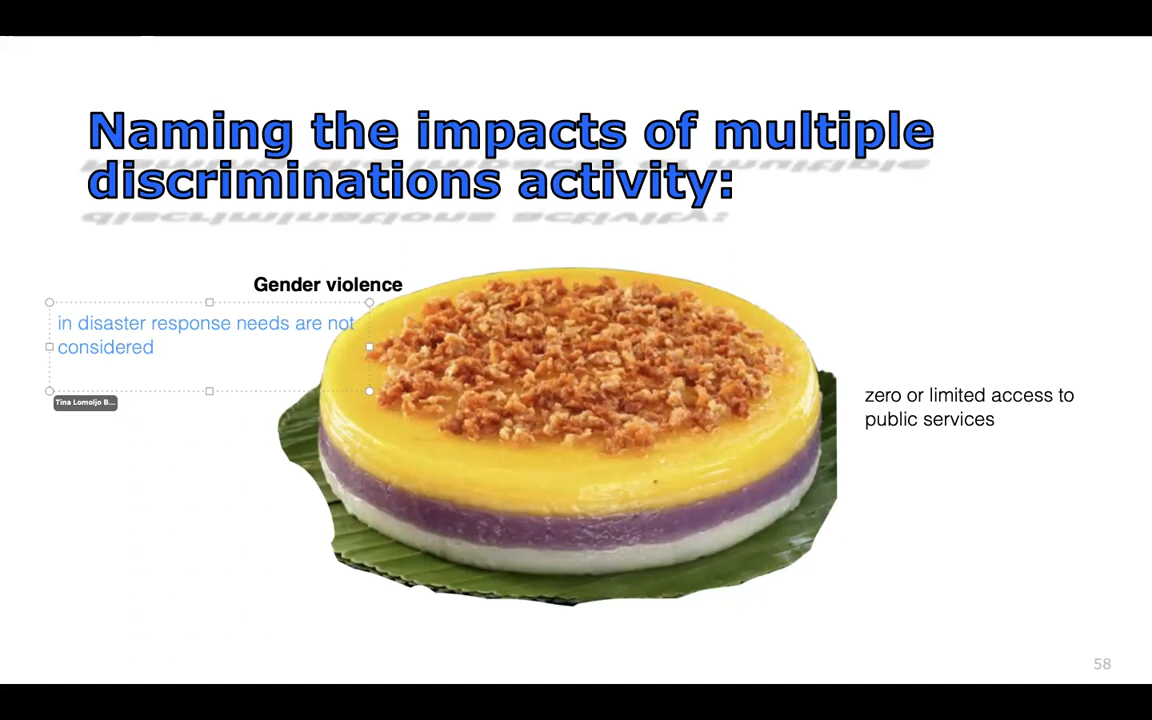 Naming the impacts of multiple
discriminations activity:
Gender violence
in disaster response needs are not
considered
Tina Lomoljo B...
zero or limited access to
public services
58